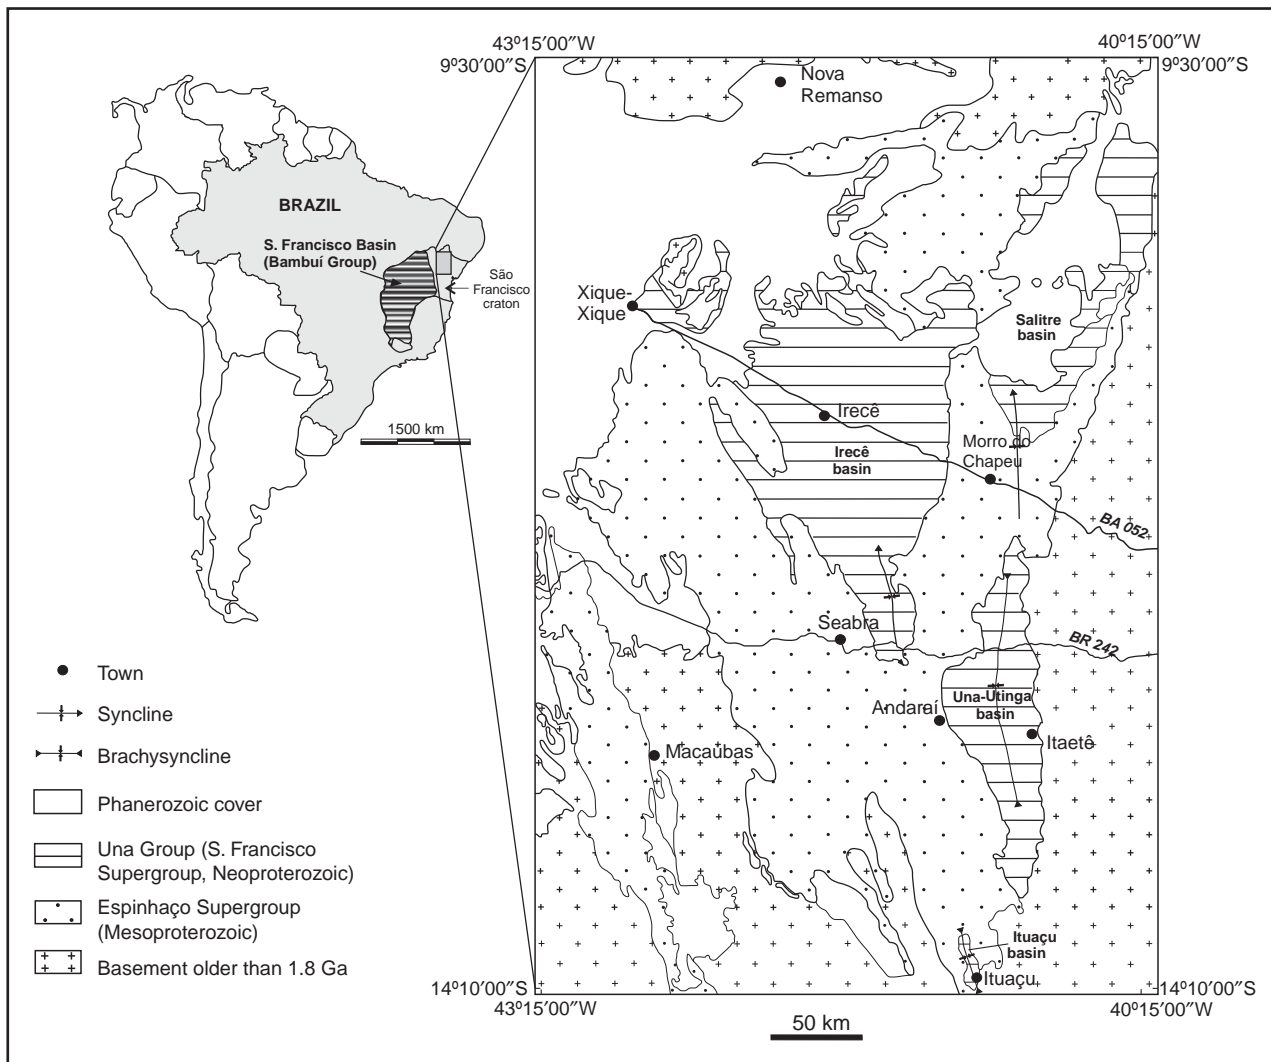 43º15′00″W
9º30′00″S
40º15′00″W
9º30′00″S
Nova
Remanso
BRAZIL
S. Francisco Basin
(Bambuí Group)
São
Francisco
craton
1500 km
Xique-
Xique
Salitre
basin
Irecê
Irecê
basin
Morro do
Chapeu
BA 052
Seabra
BR 242
Andaraí
Una-Utinga
basin
Itaetê
Macaúbas
Ituaçu
basin
Ituaçu
14º10′00″S
43º15′00″W
14º10′00″S
40º15′00″W
50 km
Town
Syncline
Brachysyncline
Phanerozoic cover
Una Group (S. Francisco
Supergroup, Neoproterozoic)
Espinhaço Supergroup
(Mesoproterozoic)
Basement older than 1.8 Ga